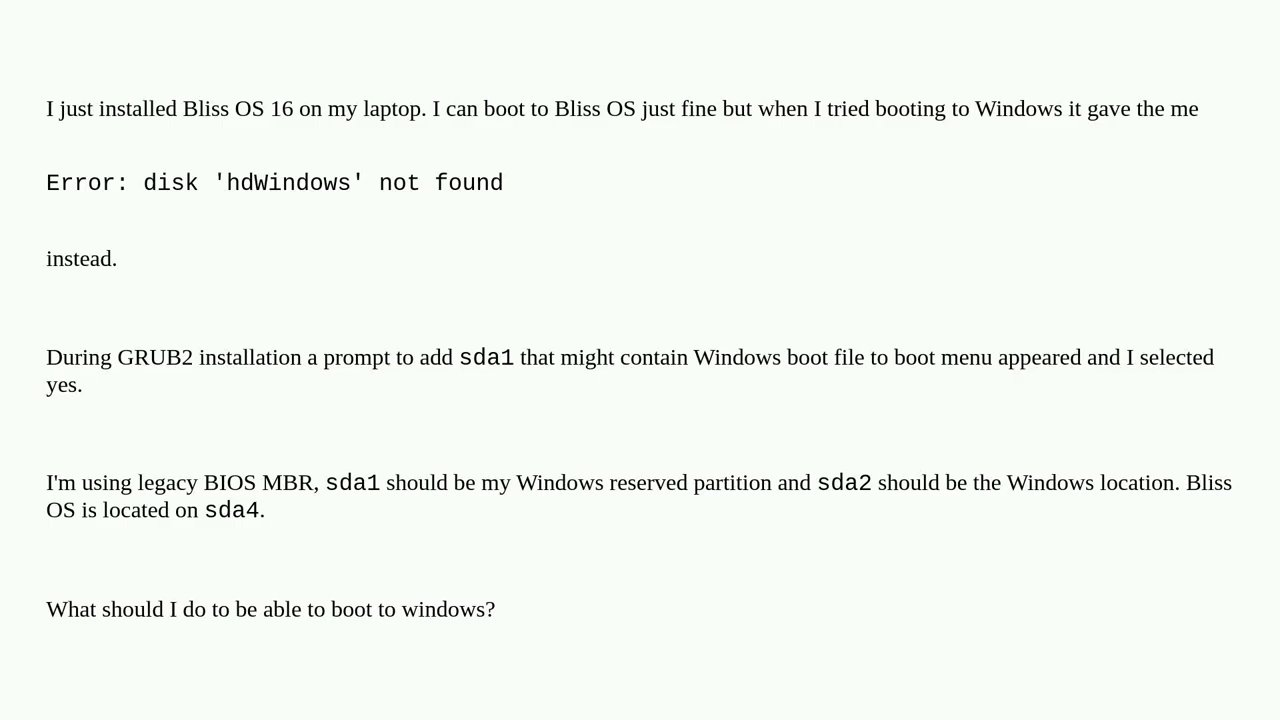 I just installed Bliss OS 16 on my laptop. I can boot to Bliss OS just fine but when I tried booting to Windows it gave the me
Error: disk 'hdWindows' not found
instead.
During GRUB2 installation a prompt to add sda1 that might contain Windows boot file to boot menu appeared and I selected
yes.
I'm using legacy BIOS MBR, sda1 should be my Windows reserved partition and sda2 should be the Windows location. Bliss
OS is located on sda4.
What should I do to be able to boot to windows?